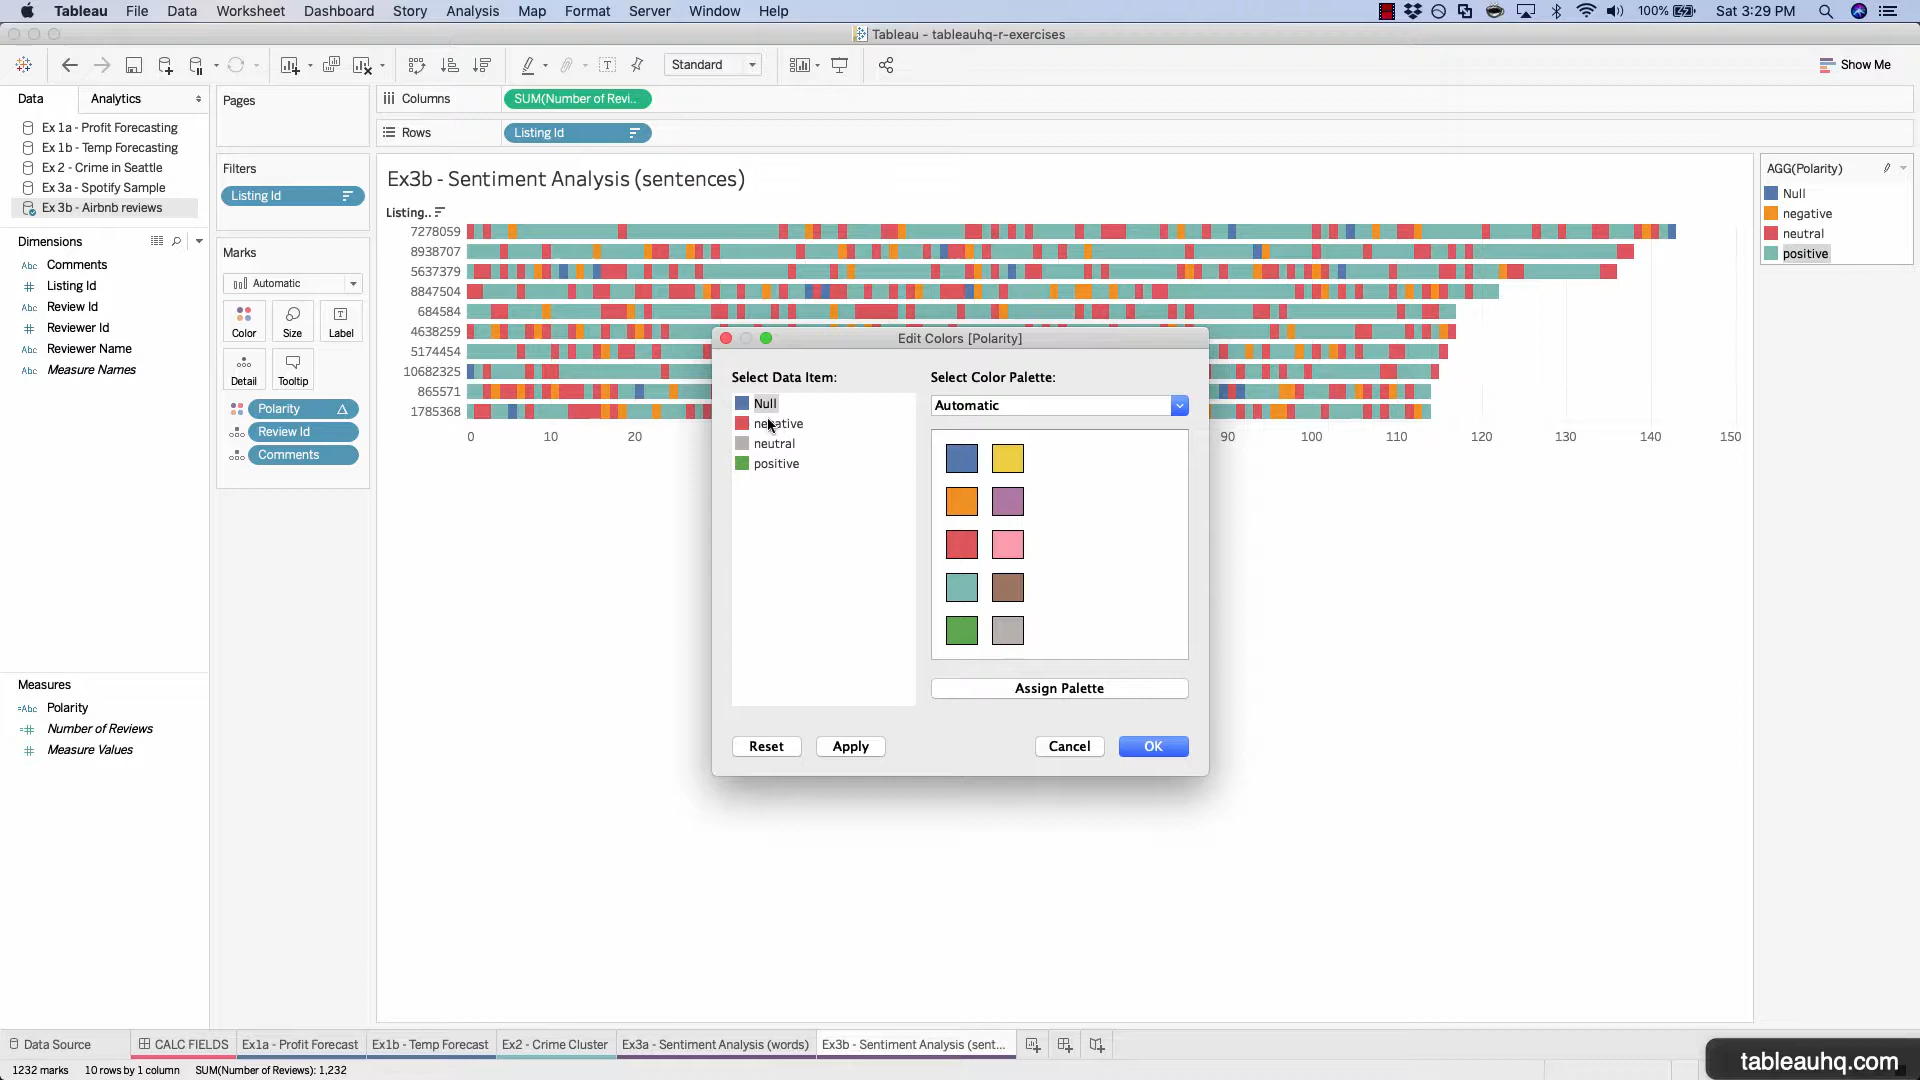 Tableau File Data Worksheet Dashboard Story Analysis Map Format Server Window Help 100% Sat 3:29 PM
Tableau - tableauhq-r-exercises
Standard Show Me
Data Analytics
Ex 1a - Profit Forecasting
Ex 1b - Temp Forecasting
Ex 2 - Crime in Seattle
Ex 3a - Spotify Sample
Ex 3b - Airbnb reviews
Dimensions
Abc Comments
# Listing Id
Abc Review Id
# Reviewer Id
Abc Reviewer Name
Abc Measure Names
Measures
=Abc Polarity
=# Number of Reviews
# Measure Values
Pages
Filters
Listing Id
Marks
Automatic
Color Size Label
Detail Tooltip
Polarity
Review Id
Comments
Columns SUM(Number of Revi..
Rows Listing Id
Ex3b - Sentiment Analysis (sentences)
Listing..
7278059
8938707
5637379
8847504
684584
4638259
5174454
10682325
865571
1785368
0 10 20 90 100 110 120 130 140 150
AGG(Polarity)
Null
negative
neutral
positive
Edit Colors [Polarity]
Select Data Item:
Null
negative
neutral
positive
Select Color Palette:
Automatic
Assign Palette
Reset Apply Cancel OK
Data Source CALC FIELDS Ex1a - Profit Forecast Ex1b - Temp Forecast Ex2 - Crime Cluster Ex3a - Sentiment Analysis (words) Ex3b - Sentiment Analysis (sent...
1232 marks 10 rows by 1 column SUM(Number of Reviews): 1,232
tableauhq.com